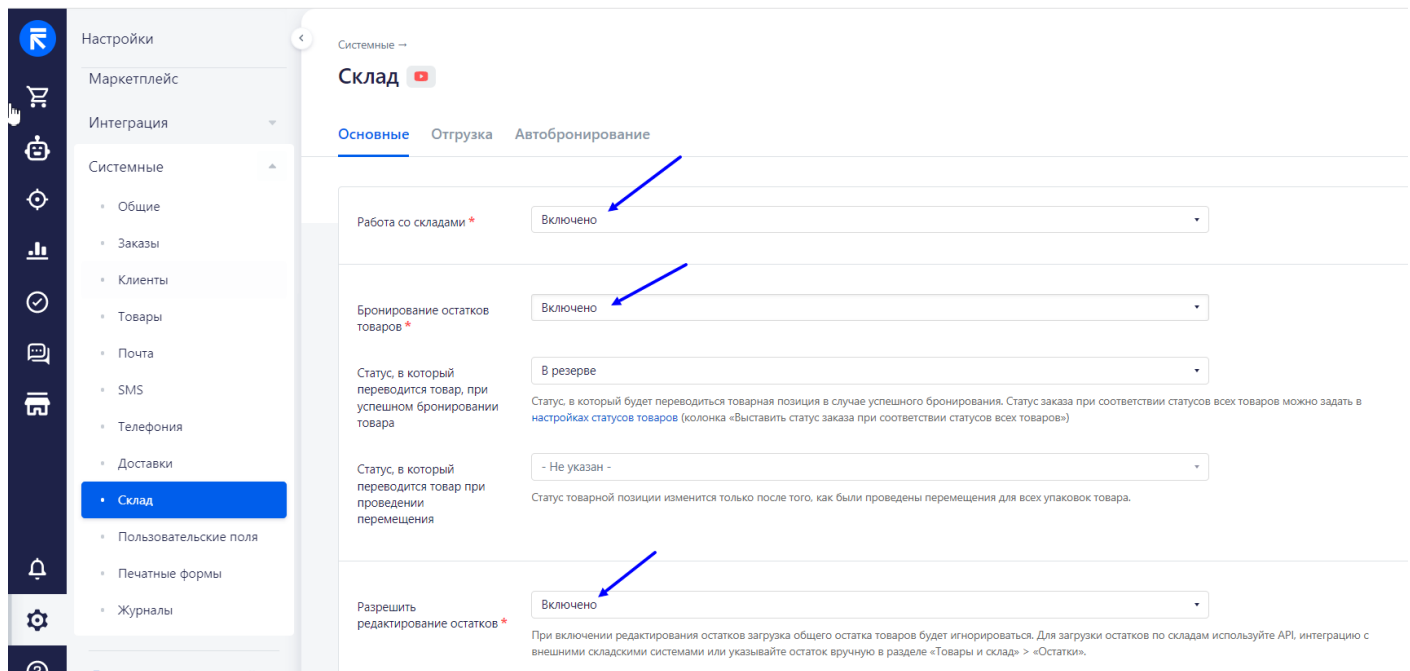 Настройки
Маркетплейс
Интеграция
Системные
Общие
Заказы
Клиенты
Товары
Почта
SMS
Телефония
Доставки
Склад
Пользовательские поля
Печатные формы
Журналы
Системные →
Склад
Основные Отгрузка Автобронирование
Работа со складами *
Включено
Бронирование остатков
товаров *
Включено
Статус, в который
переводится товар, при
успешном бронировании
товара
В резерве
Статус, в который будет переводиться товарная позиция в случае успешного бронирования. Статус заказа при соответствии статусов всех товаров можно задать в
настройках статусов товаров (колонка «Выставить статус заказа при соответствии статусов всех товаров»)
Статус, в который
переводится товар при
проведении
перемещения
- Не указан -
Статус товарной позиции изменится только после того, как были проведены перемещения для всех упаковок товара.
Разрешить
редактирование остатков *
Включено
При включении редактирования остатков загрузка общего остатка товаров будет игнорироваться. Для загрузки остатков по складам используйте API, интеграцию с
внешними складскими системами или указывайте остаток вручную в разделе «Товары и склад» > «Остатки».